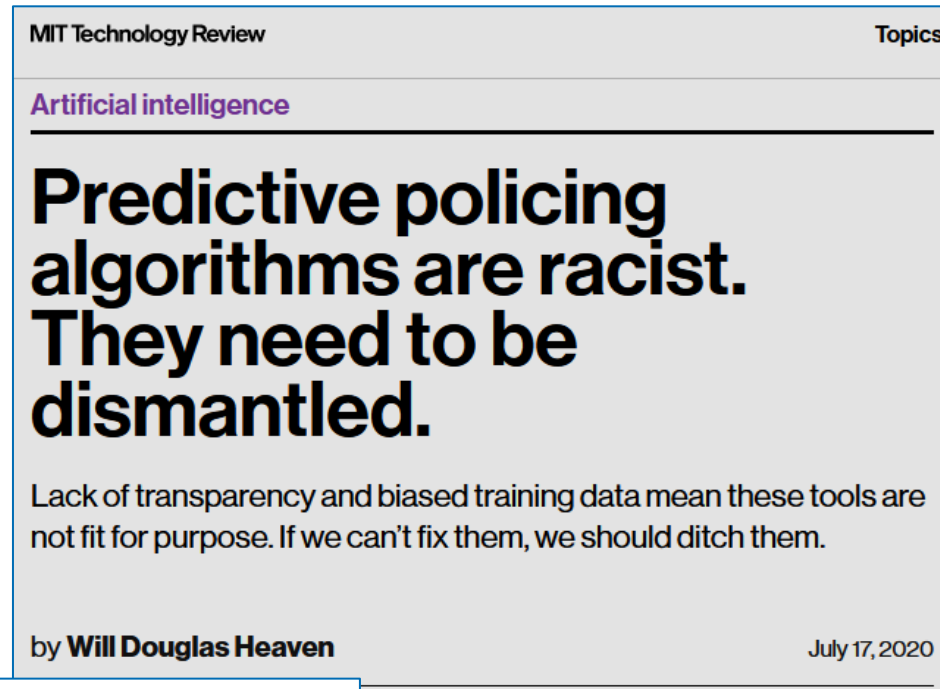 MIT Technology Review Topics
Artificial intelligence
Predictive policing
algorithms are racist.
They need to be
dismantled.
Lack of transparency and biased training data mean these tools are
not fit for purpose. If we can't fix them, we should ditch them.
by Will Douglas Heaven July 17, 2020